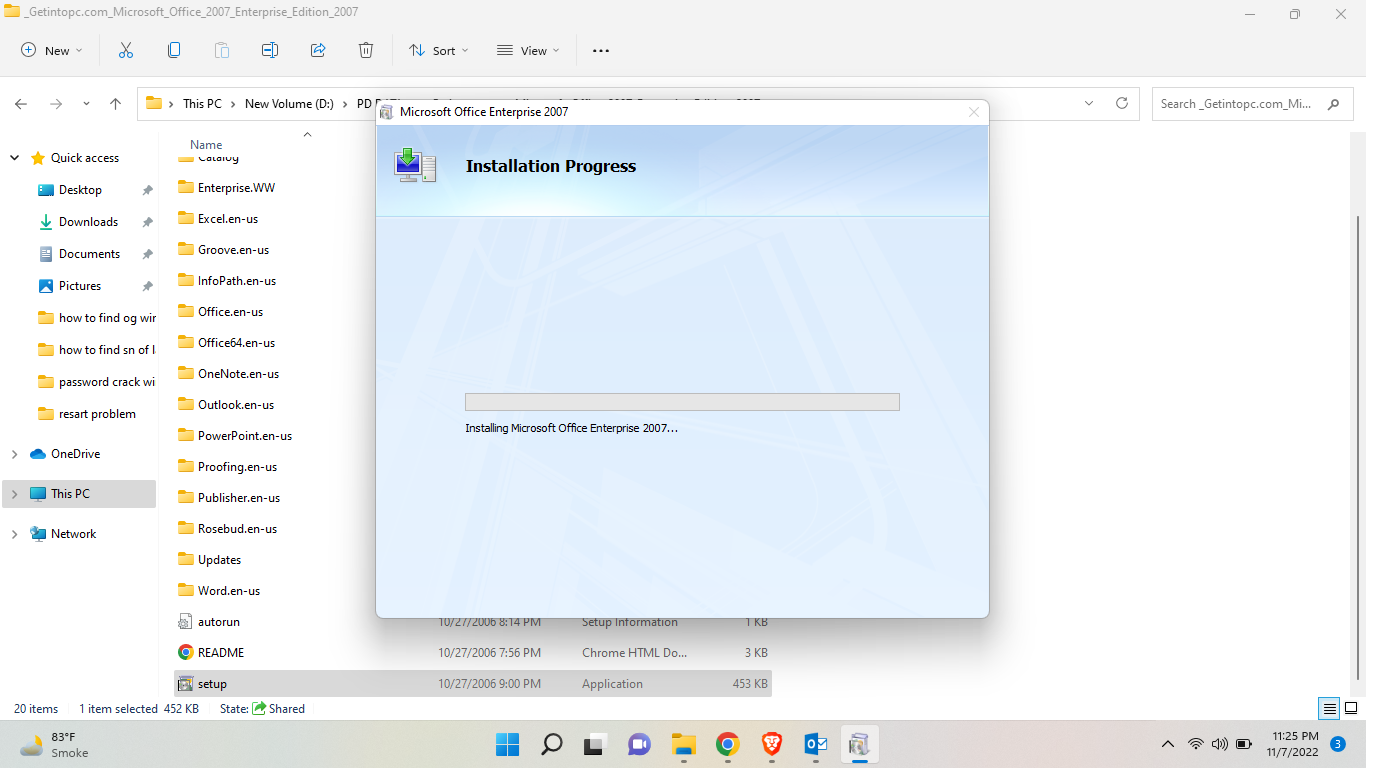 _Getintopc.com_Microsoft_Office_2007_Enterprise_Edition_2007
New
Sort
View
This PC > New Volume (D:) >
Search _Getintopc.com_Mi...
Microsoft Office Enterprise 2007
Installation Progress
Installing Microsoft Office Enterprise 2007...
Quick access
Desktop
Downloads
Documents
Pictures
how to find og wir
how to find sn of l
password crack wi
resart problem
OneDrive
This PC
Network
Name
Catalog
Enterprise.WW
Excel.en-us
Groove.en-us
InfoPath.en-us
Office.en-us
Office64.en-us
OneNote.en-us
Outlook.en-us
PowerPoint.en-us
Proofing.en-us
Publisher.en-us
Rosebud.en-us
Updates
Word.en-us
autorun 10/27/2006 8:14 PM Setup Information 1 KB
README 10/27/2006 7:56 PM Chrome HTML Do... 3 KB
setup 10/27/2006 9:00 PM Application 453 KB
20 items 1 item selected 452 KB State: Shared
83°F
Smoke
11:25 PM
11/7/2022
3